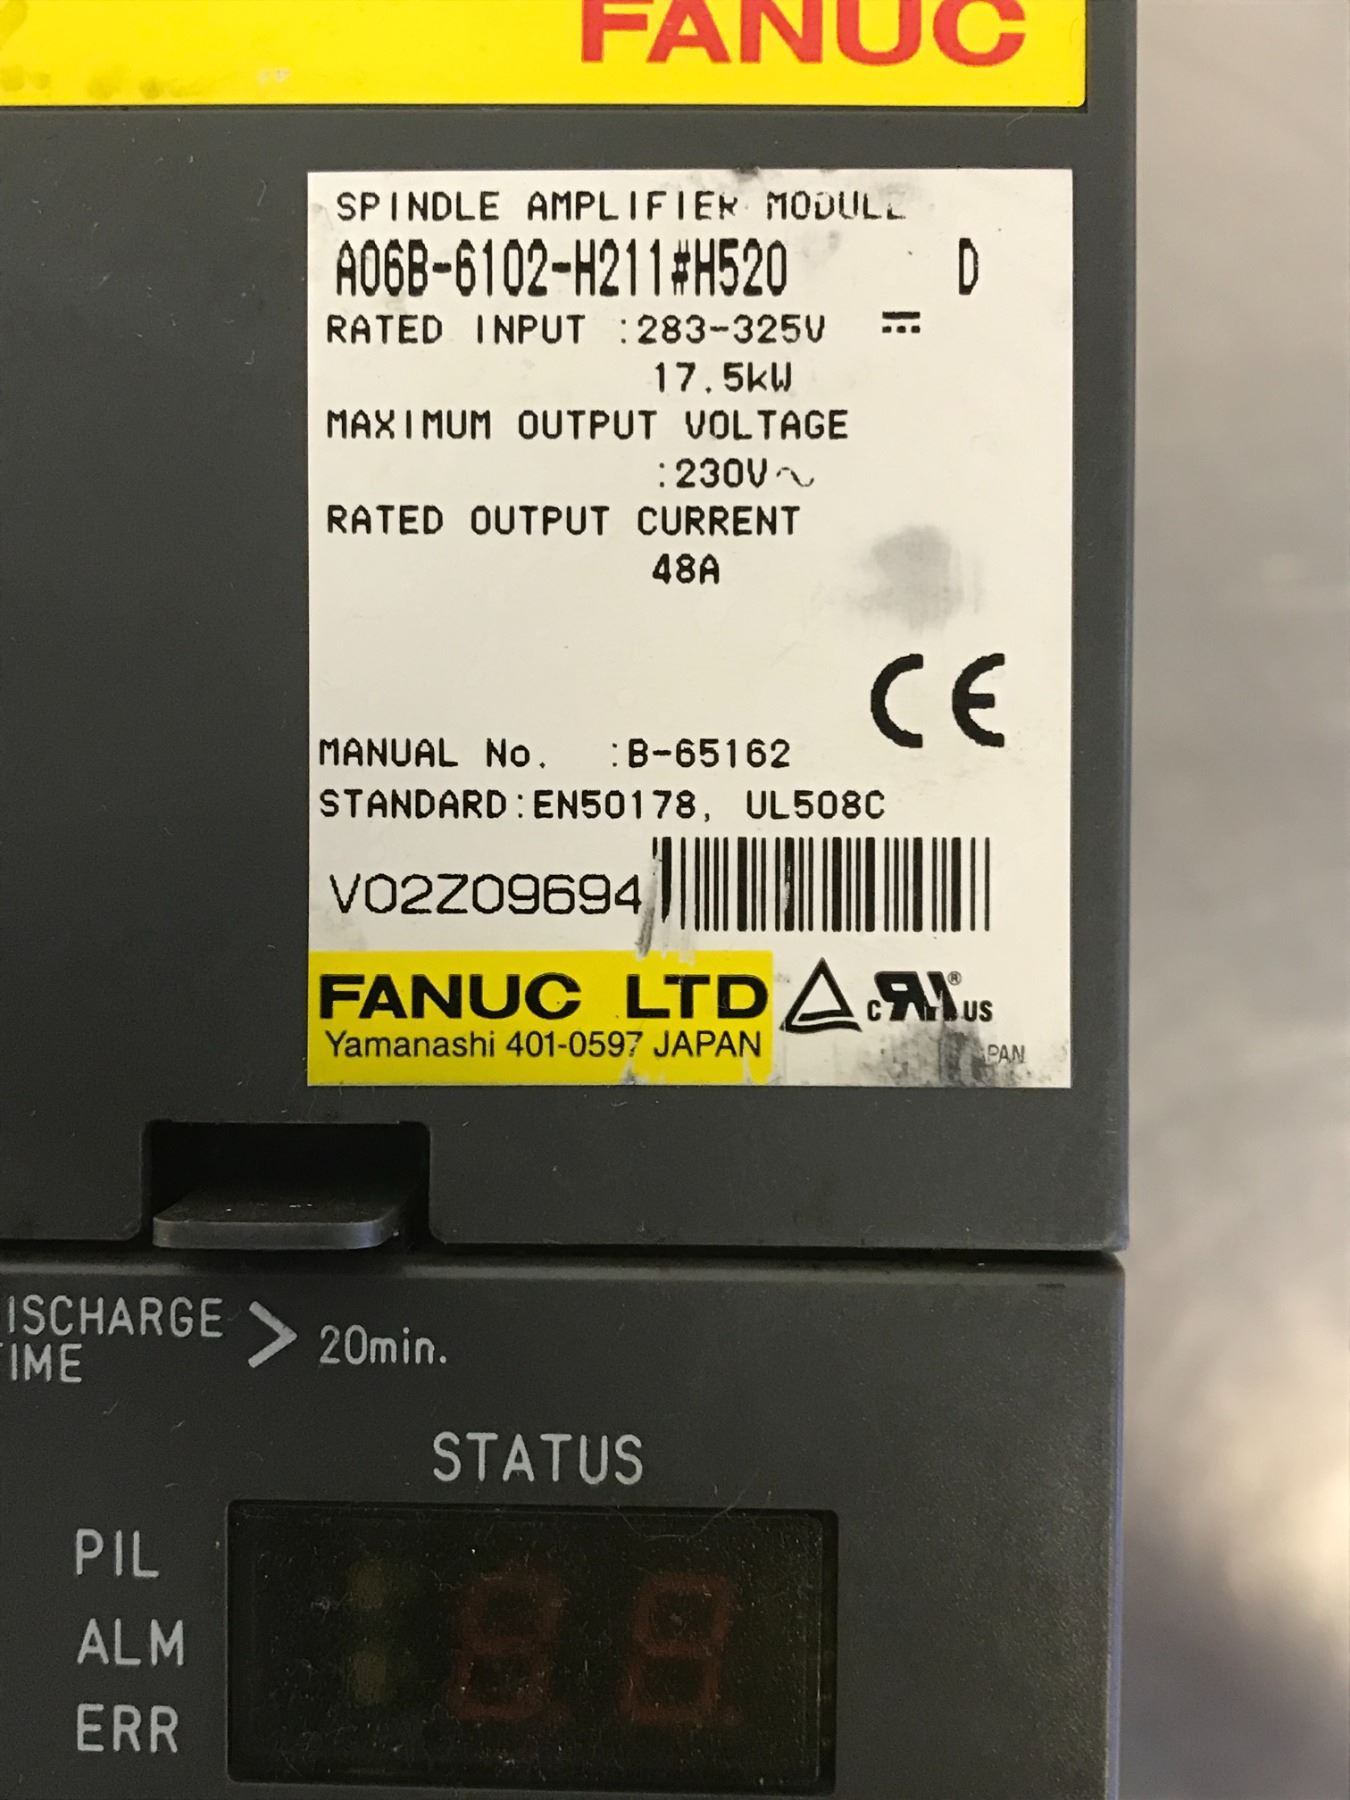 FANUC
SPINDLE AMPLIFIER MODULE
A06B-6102-H211#H520 D
RATED INPUT :283-325V ⎓
17.5kW
MAXIMUM OUTPUT VOLTAGE
:230V~
RATED OUTPUT CURRENT
48A
CE
MANUAL No. :B-65162
STANDARD:EN50178, UL508C
V02Z09694
FANUC LTD
Yamanashi 401-0597 JAPAN
c US
PAN
ISCHARGE > 20min.
IME
STATUS
PIL
ALM
ERR